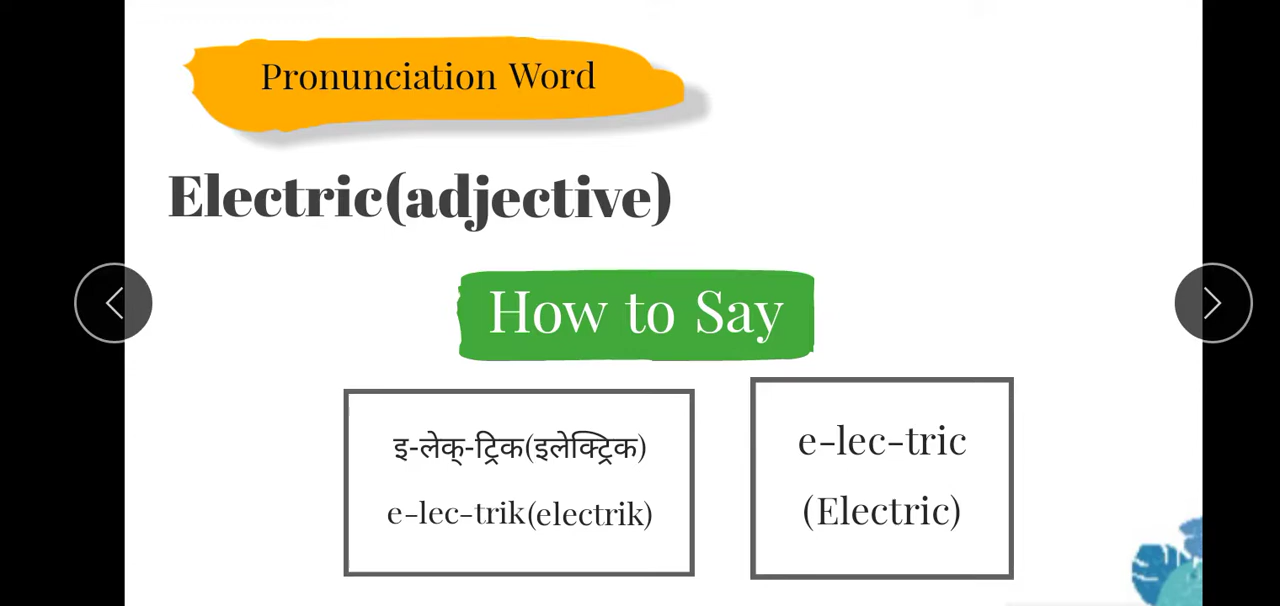 Pronunciation Word
Electric(adjective)
How to Say
इ-लेक्-ट्रिक(इलेक्ट्रिक)
e-lec-trik(electrik)
e-lec-tric
(Electric)